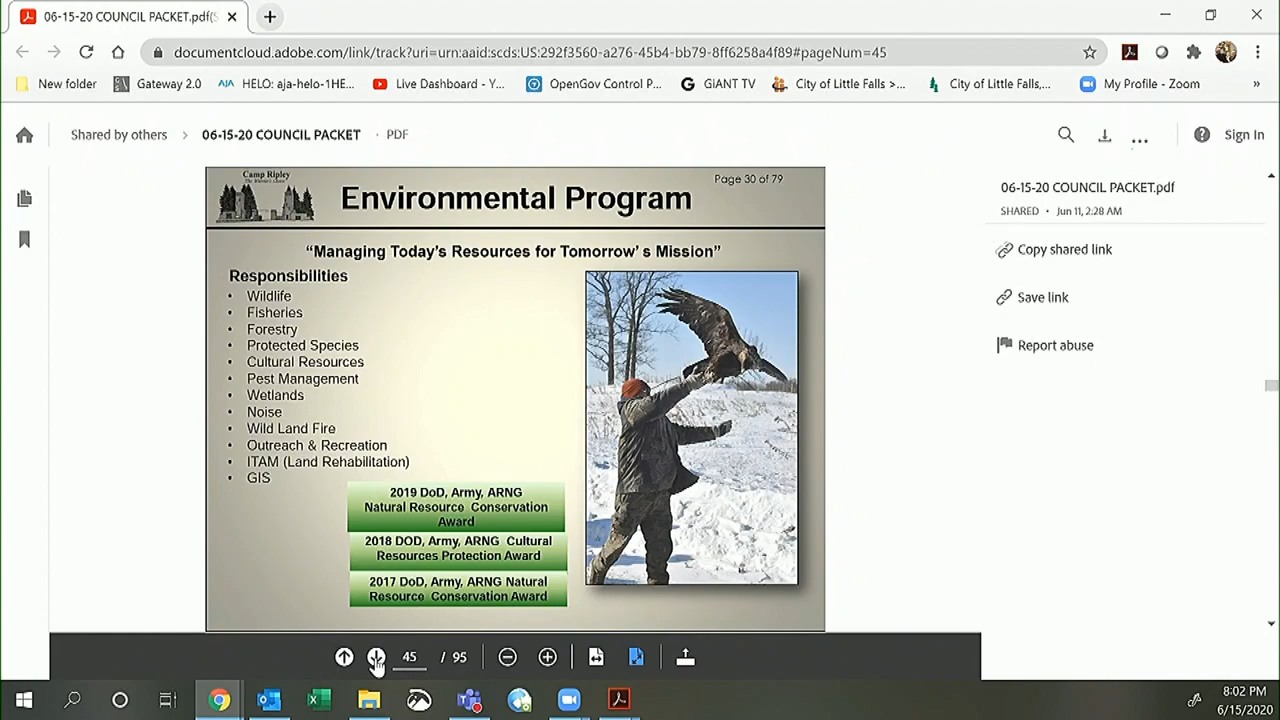 06-15-20 COUNCIL PACKET.pdf(S
documentcloud.adobe.com/link/track?uri=urn:aaid:scds:US:292f3560-a276-45b4-bb79-8ff6258a4f89#pageNum=45
New folder
Gateway 2.0
AJA HELO: aja-helo-1HE...
Live Dashboard - Y...
OpenGov Control P...
G GiANT TV
City of Little Falls >...
City of Little Falls,...
My Profile - Zoom
»
Shared by others > 06-15-20 COUNCIL PACKET · PDF
Sign In
06-15-20 COUNCIL PACKET.pdf
SHARED • Jun 11, 2:28 AM
Copy shared link
Save link
Report abuse
Camp Ripley
Page 30 of 79
Environmental Program
“Managing Today’s Resources for Tomorrow’ s Mission”
Responsibilities
• Wildlife
• Fisheries
• Forestry
• Protected Species
• Cultural Resources
• Pest Management
• Wetlands
• Noise
• Wild Land Fire
• Outreach & Recreation
• ITAM (Land Rehabilitation)
• GIS
2019 DoD, Army, ARNG
Natural Resource Conservation
Award
2018 DOD, Army, ARNG Cultural
Resources Protection Award
2017 DoD, Army, ARNG Natural
Resource Conservation Award
45 / 95
8:02 PM
6/15/2020